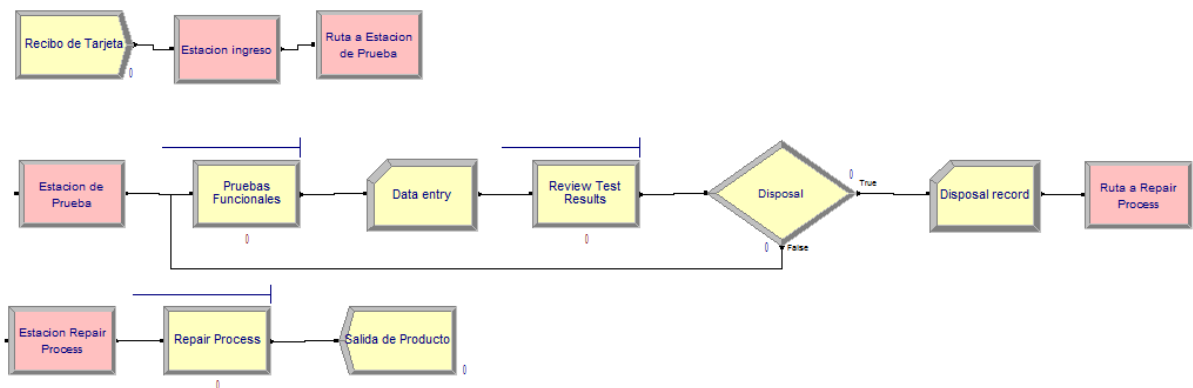 Recibo de Tarjeta
0
Estacion ingreso
Ruta a Estacion
de Prueba
Estacion de
Prueba
Pruebas
Funcionales
0
Data entry
Review Test
Results
0
Disposal
0
True
0
False
Disposal record
Ruta a Repair
Process
Estacion Repair
Process
Repair Process
0
Salida de Producto
0